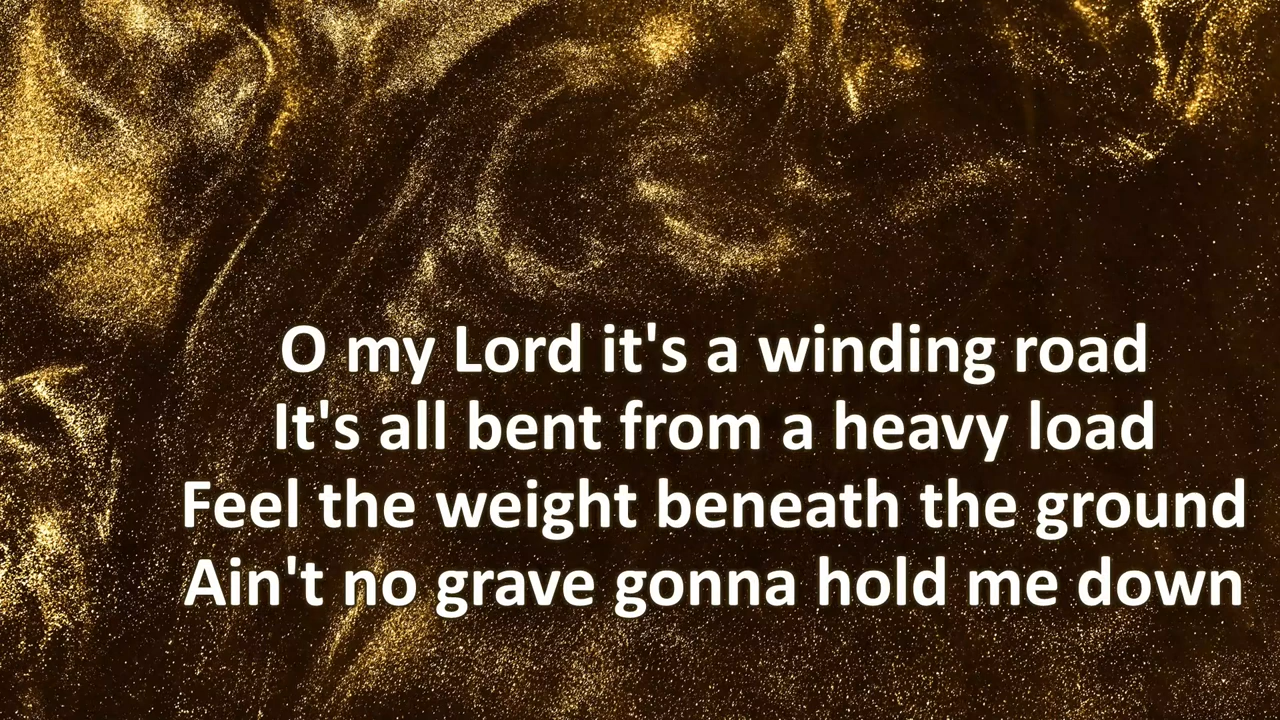 O my Lord it's a winding road
It's all bent from a heavy load
Feel the weight beneath the ground
Ain't no grave gonna hold me down